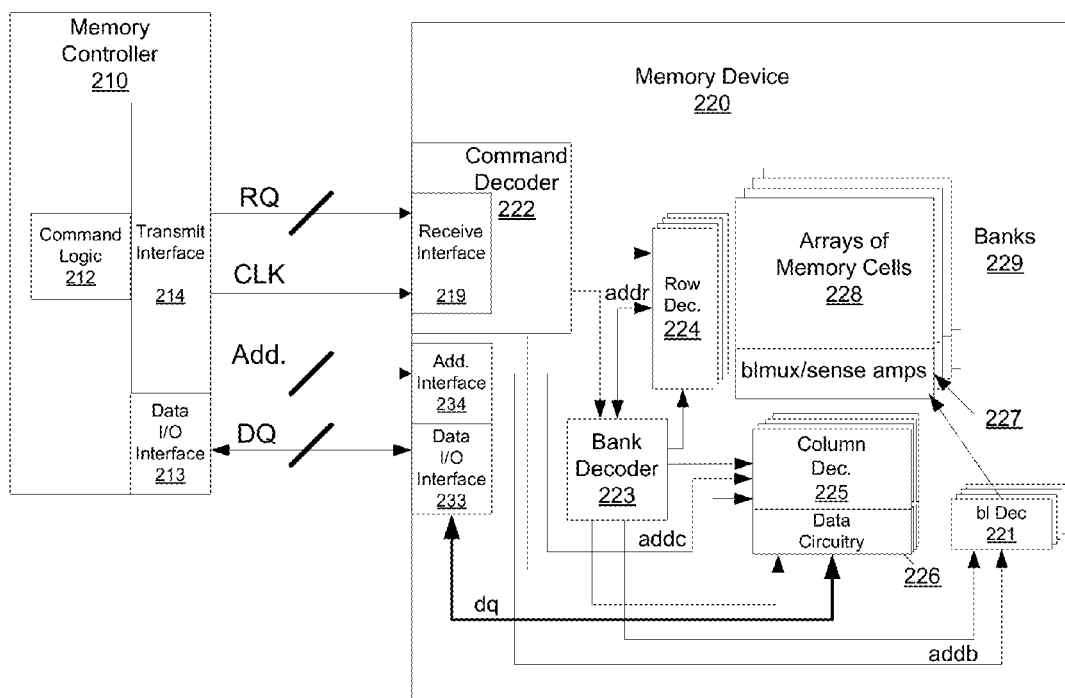 Memory
Controller
210
Command
Logic
212
Transmit
Interface
214
Data
I/O
Interface
213
RQ
CLK
Add.
DQ
Memory Device
220
Command
Decoder
222
Receive
Interface
219
Add.
Interface
234
Data
I/O
Interface
233
addr
Row
Dec.
224
Arrays of
Memory Cells
228
blmux/sense amps
Banks
229
227
Bank
Decoder
223
Column
Dec.
225
Data
Circuitry
226
bl Dec
221
addc
dq
addb